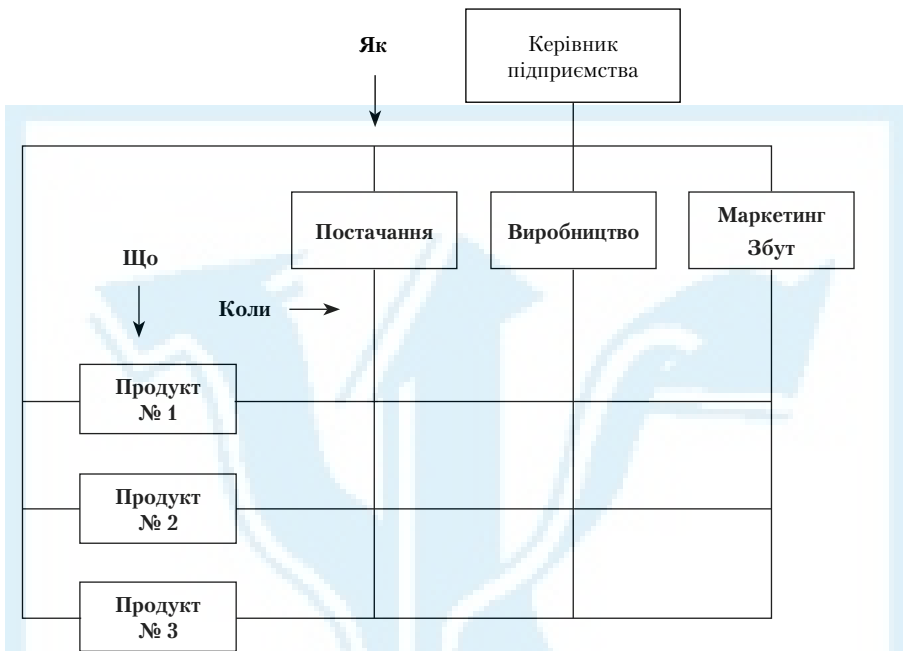 Як
Керівник
підприємства
Постачання
Виробництво
Маркетинг
Збут
Що
Коли
Продукт
№ 1
Продукт
№ 2
Продукт
№ 3